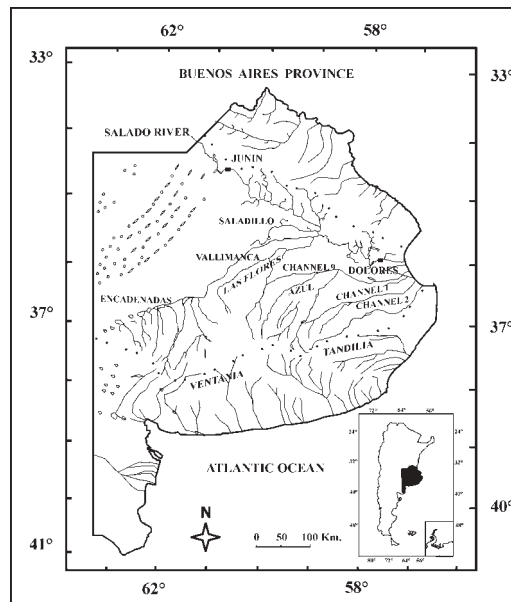 62° 58°
33°
33°
BUENOS AIRES PROVINCE
SALADO RIVER
JUNIN
SALADILLO
VALLIMANCA
LAS FLORES
CHANNEL 9
DOLORES
AZUL
CHANNEL 1
CHANNEL 2
ENCADENADAS
37°
37°
TANDILIA
VENTANIA
ATLANTIC OCEAN
N
0 50 100 Km.
40°
41°
62° 58°